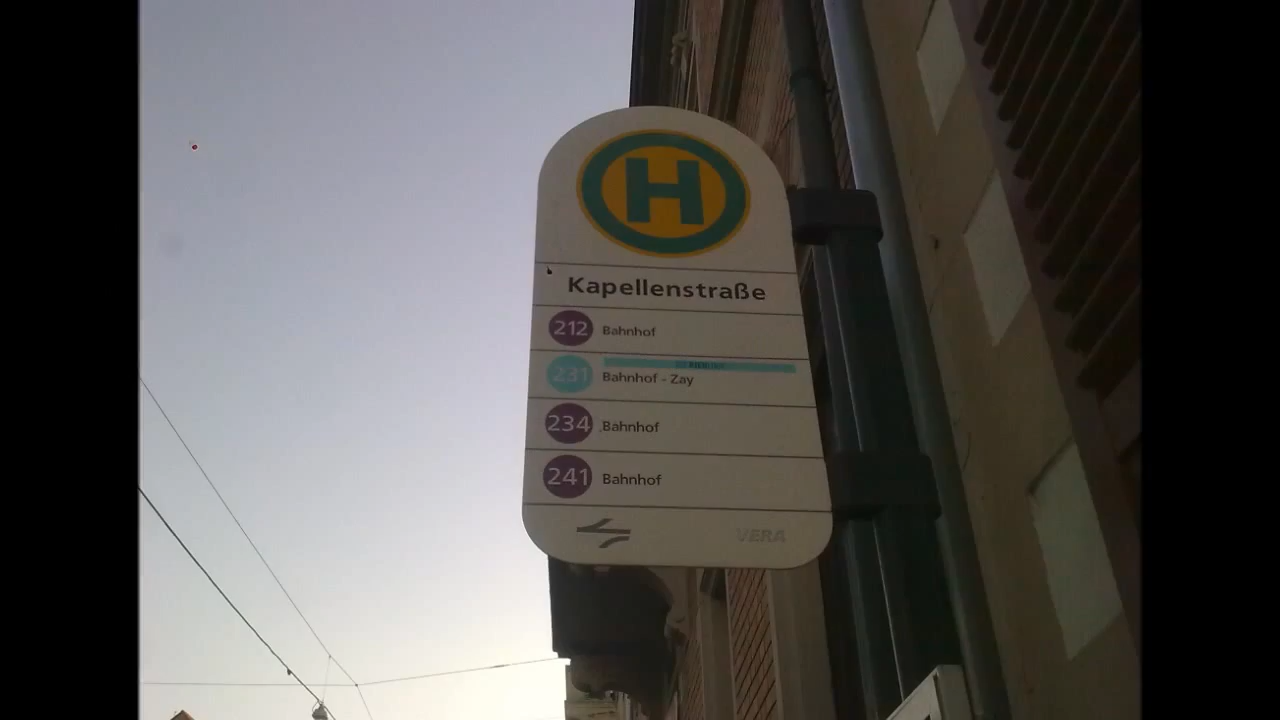 H
Kapellenstraße
212 Bahnhof
231 Bahnhof - Zay
234 Bahnhof
241 Bahnhof
VERA